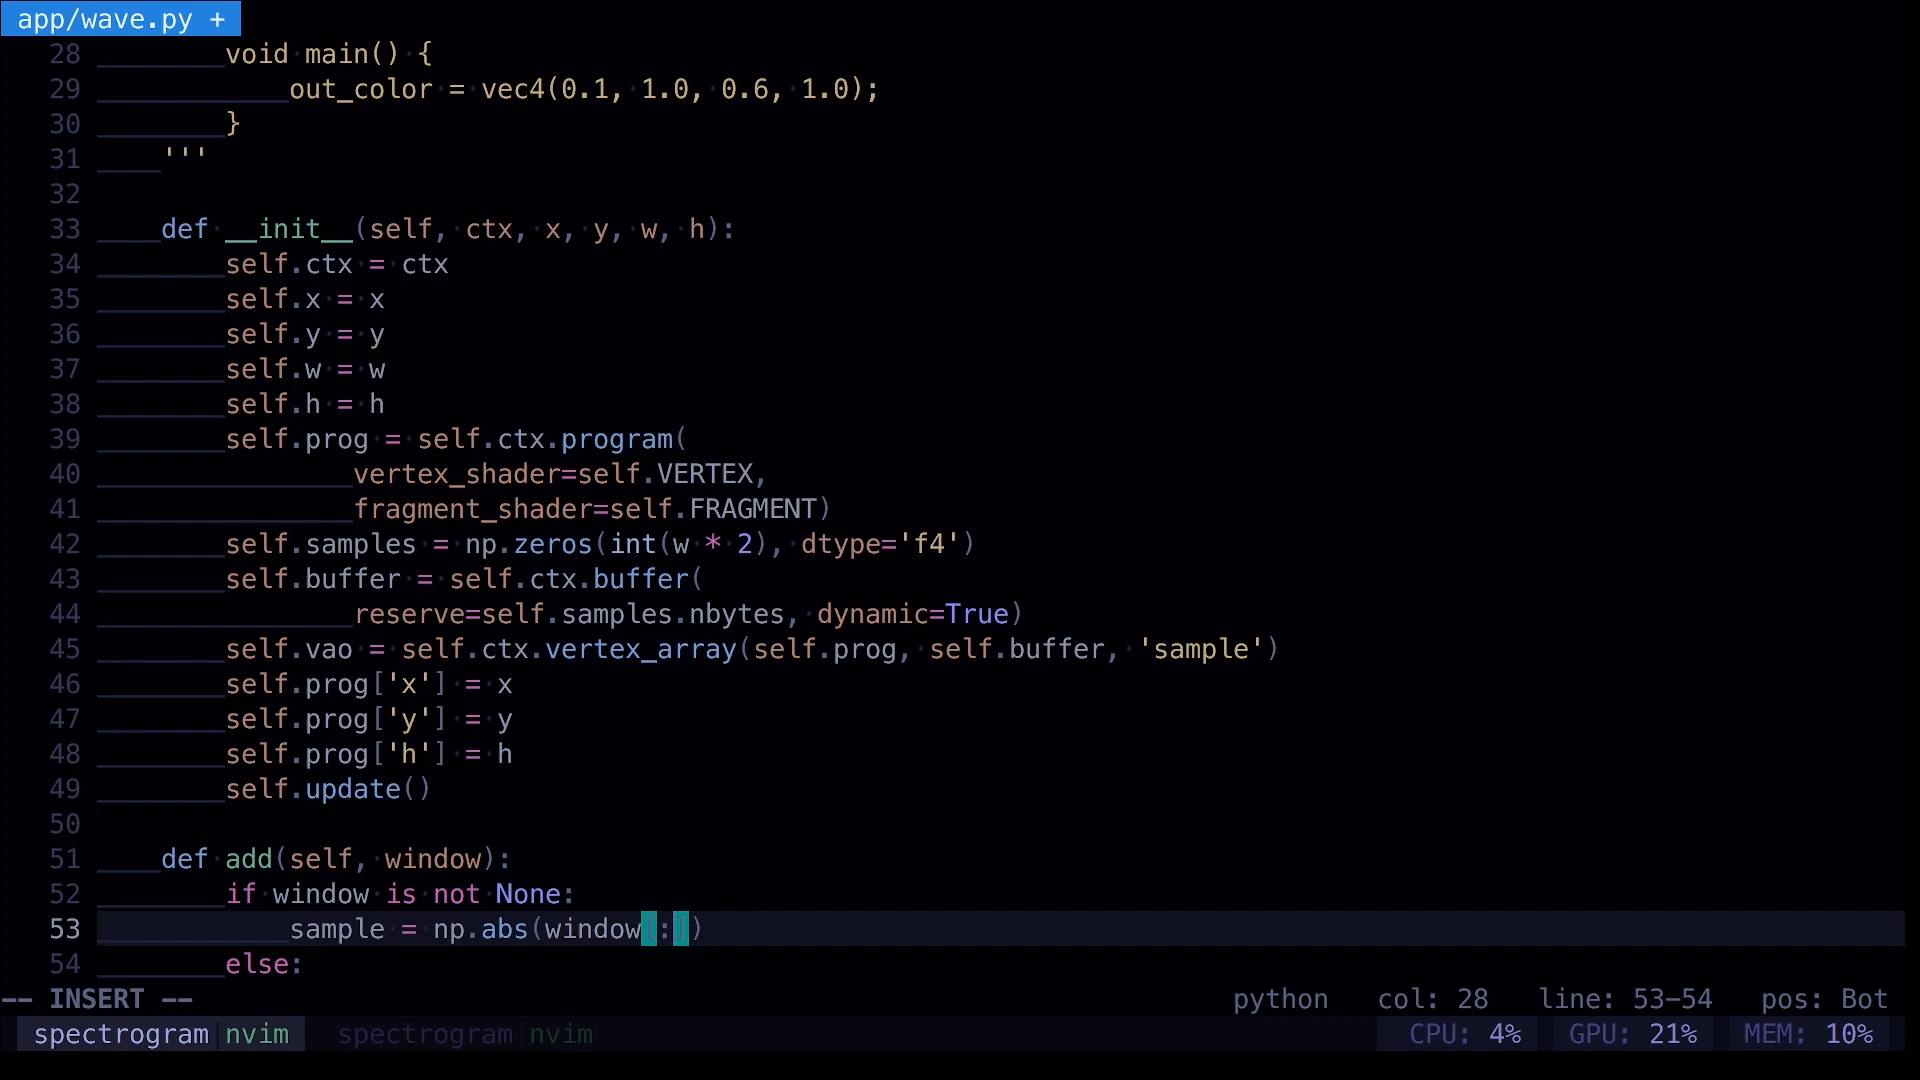 app/wave.py +
28 void main() {
29 out_color = vec4(0.1, 1.0, 0.6, 1.0);
30 }
31 '''
32
33 def __init__(self, ctx, x, y, w, h):
34 self.ctx = ctx
35 self.x = x
36 self.y = y
37 self.w = w
38 self.h = h
39 self.prog = self.ctx.program(
40 vertex_shader=self.VERTEX,
41 fragment_shader=self.FRAGMENT)
42 self.samples = np.zeros(int(w * 2), dtype='f4')
43 self.buffer = self.ctx.buffer(
44 reserve=self.samples.nbytes, dynamic=True)
45 self.vao = self.ctx.vertex_array(self.prog, self.buffer, 'sample')
46 self.prog['x'] = x
47 self.prog['y'] = y
48 self.prog['h'] = h
49 self.update()
50
51 def add(self, window):
52 if window is not None:
53 sample = np.abs(window[:])
54 else:
-- INSERT -- python col: 28 line: 53-54 pos: Bot
spectrogram nvim spectrogram nvim CPU: 4% GPU: 21% MEM: 10%